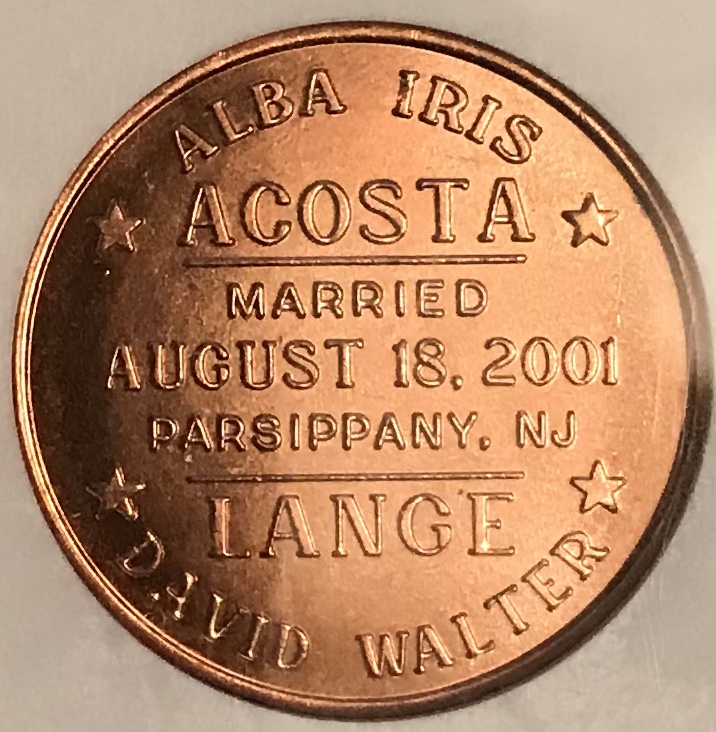 ALBA IRIS
ACOSTA
MARRIED
AUGUST 18, 2001
PARSIPPANY, NJ
LANGE
DAVID WALTER